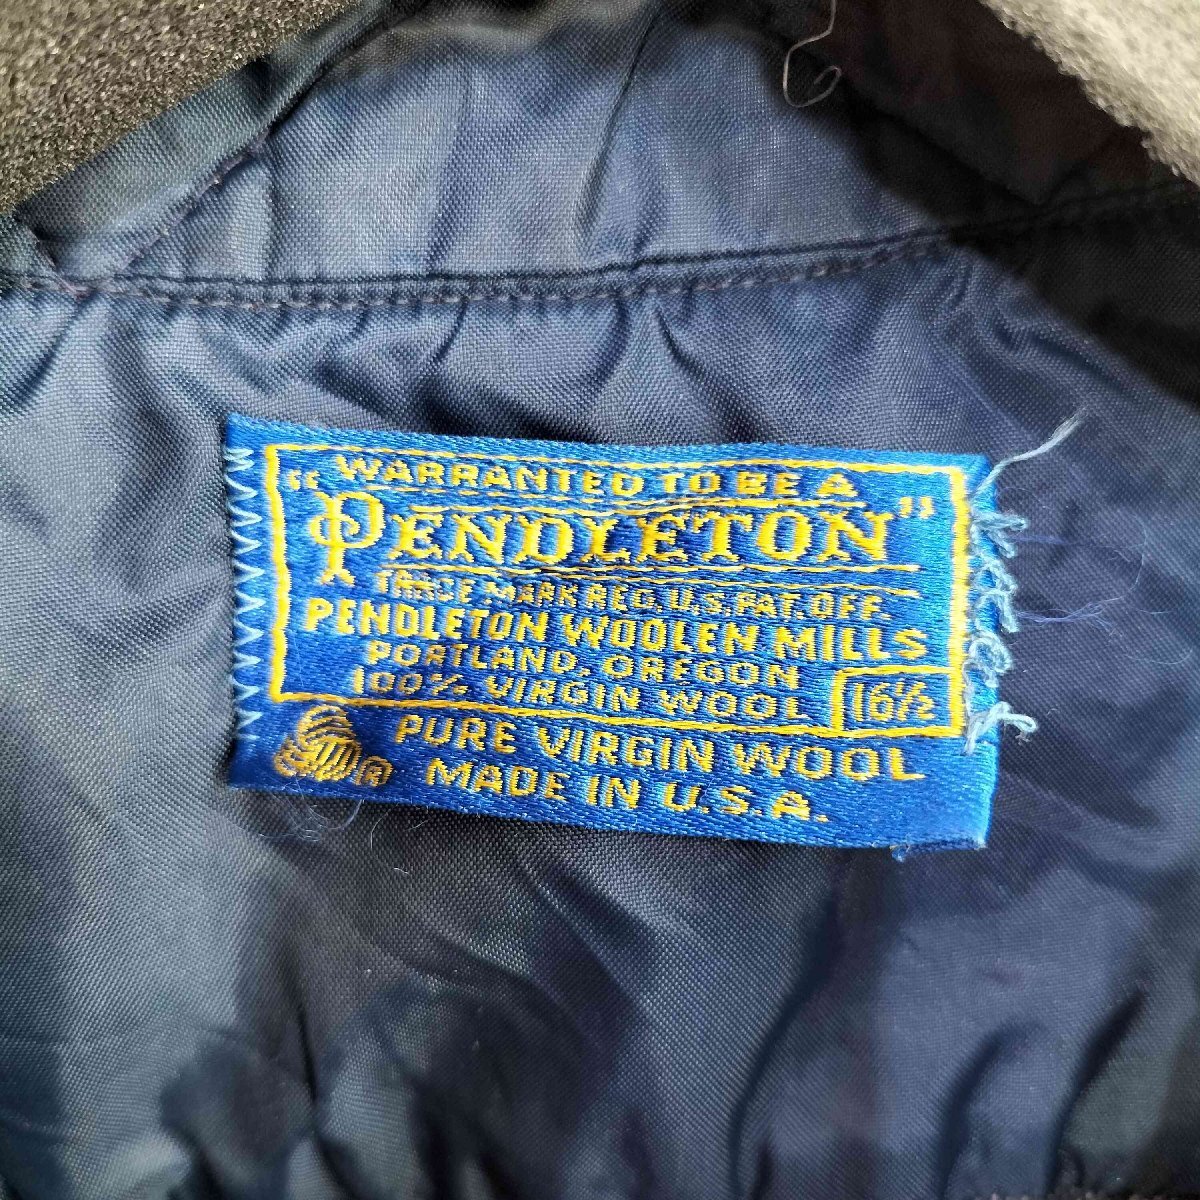 WARRANTED TO BE A
"PENDLETON"
TRADE MARK REG. U.S. PAT. OFF.
PENDLETON WOOLEN MILLS
PORTLAND, OREGON
100% VIRGIN WOOL 16½
® PURE VIRGIN WOOL
MADE IN U.S.A.